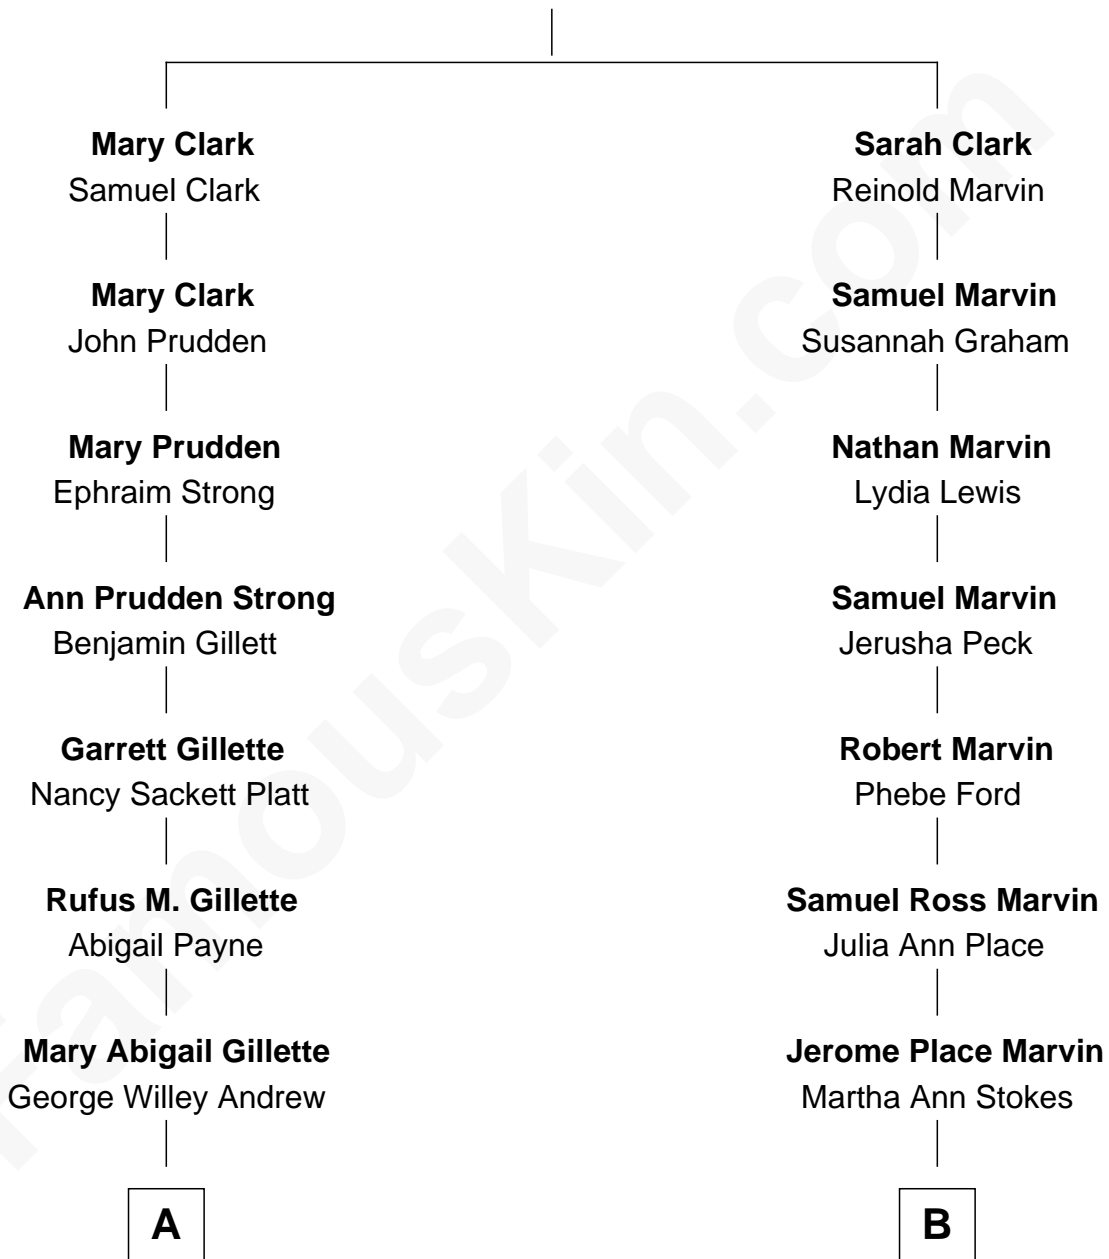 Mary Clark
Samuel Clark
Mary Clark
John Prudden
Mary Prudden
Ephraim Strong
Ann Prudden Strong
Benjamin Gillett
Garrett Gillette
Nancy Sackett Platt
Rufus M. Gillette
Abigail Payne
Mary Abigail Gillette
George Willey Andrew
A
Sarah Clark
Reinold Marvin
Samuel Marvin
Susannah Graham
Nathan Marvin
Lydia Lewis
Samuel Marvin
Jerusha Peck
Robert Marvin
Phebe Ford
Samuel Ross Marvin
Julia Ann Place
Jerome Place Marvin
Martha Ann Stokes
B
FamousKin.com